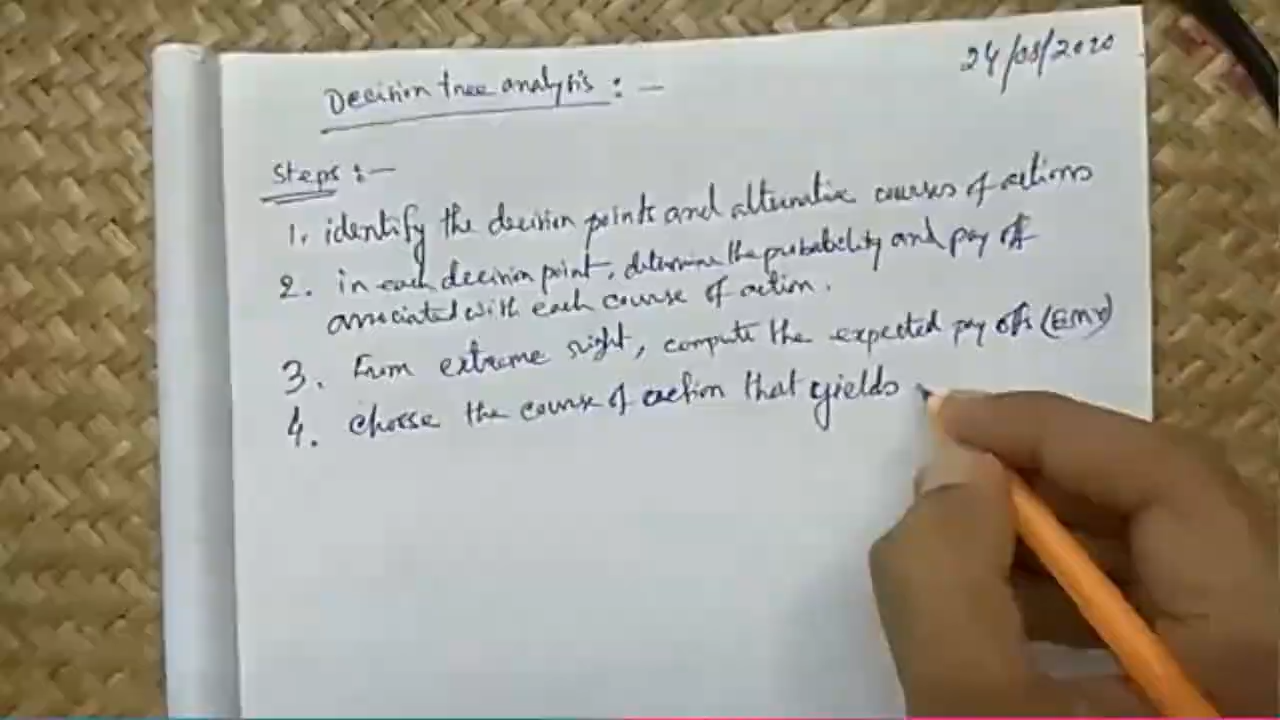 24/08/2020
Decision tree analysis : -
Steps :-
1. identify the decision points and alternative courses of actions
2. in each decision point, determine the probability and pay off
associated with each course of action.
3. From extreme right, compute the expected pay offs (EMV)
4. choose the course of action that yields